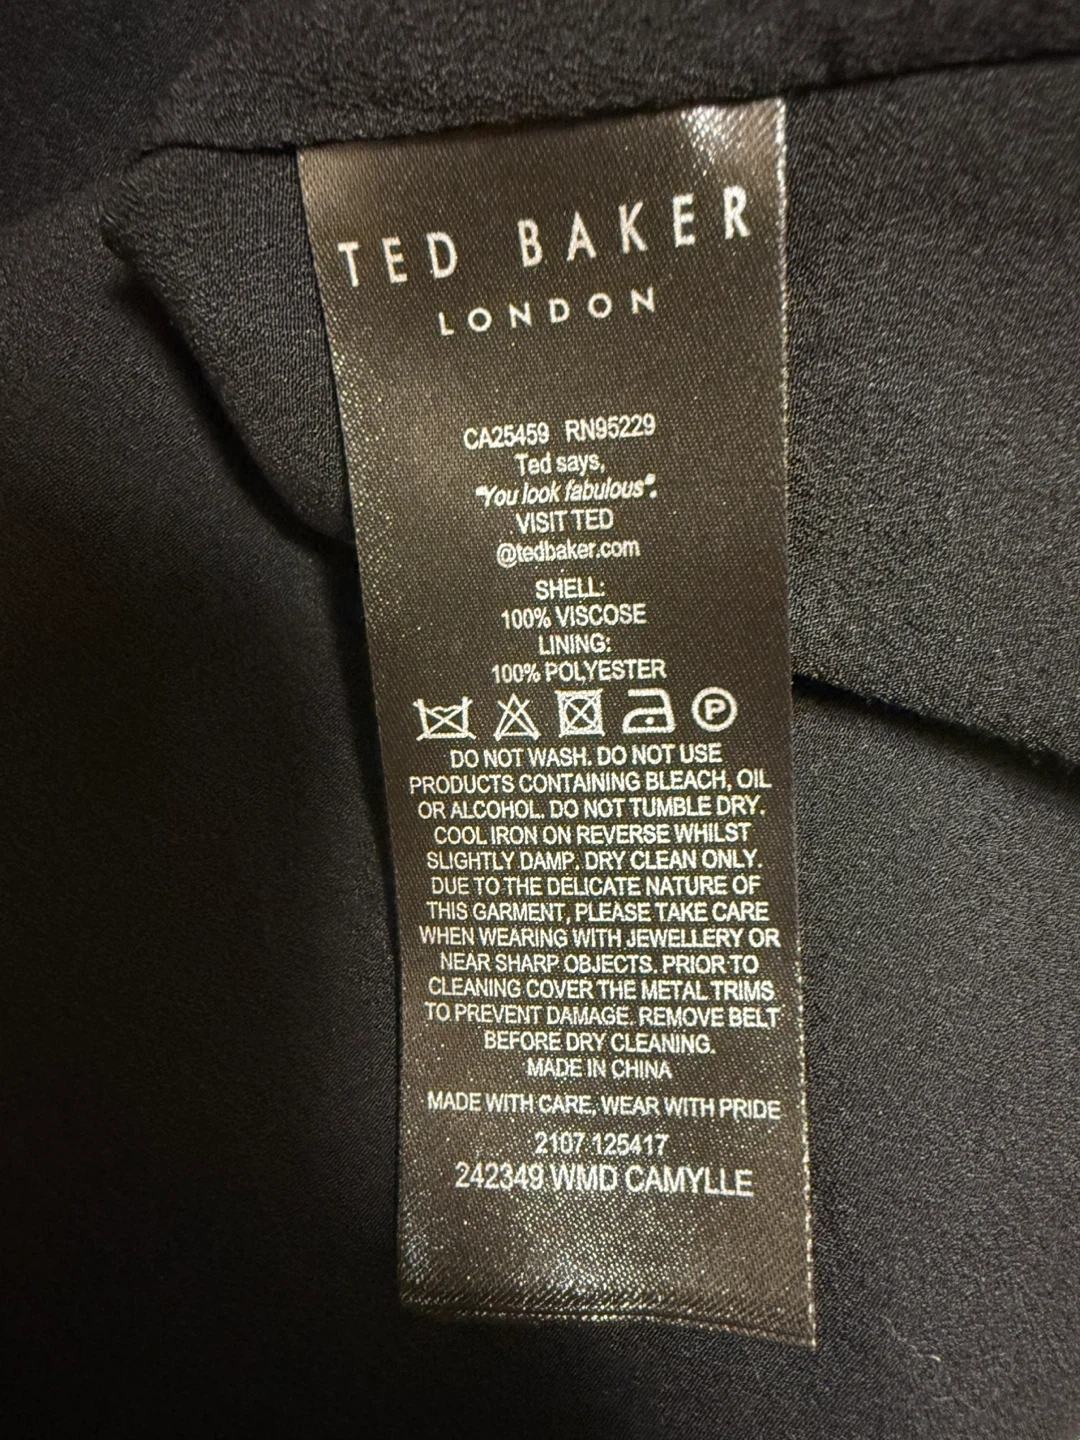 TED BAKER
LONDON
CA25459 RN95229
Ted says,
"You look fabulous".
VISIT TED
@tedbaker.com
SHELL:
100% VISCOSE
LINING:
100% POLYESTER
P
DO NOT WASH. DO NOT USE
PRODUCTS CONTAINING BLEACH, OIL
OR ALCOHOL. DO NOT TUMBLE DRY.
COOL IRON ON REVERSE WHILST
SLIGHTLY DAMP. DRY CLEAN ONLY.
DUE TO THE DELICATE NATURE OF
THIS GARMENT, PLEASE TAKE CARE
WHEN WEARING WITH JEWELLERY OR
NEAR SHARP OBJECTS. PRIOR TO
CLEANING COVER THE METAL TRIMS
TO PREVENT DAMAGE. REMOVE BELT
BEFORE DRY CLEANING.
MADE IN CHINA
MADE WITH CARE, WEAR WITH PRIDE
2107 125417
242349 WMD CAMYLLE